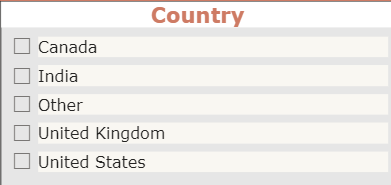 Country
Canada
India
Other
United Kingdom
United States